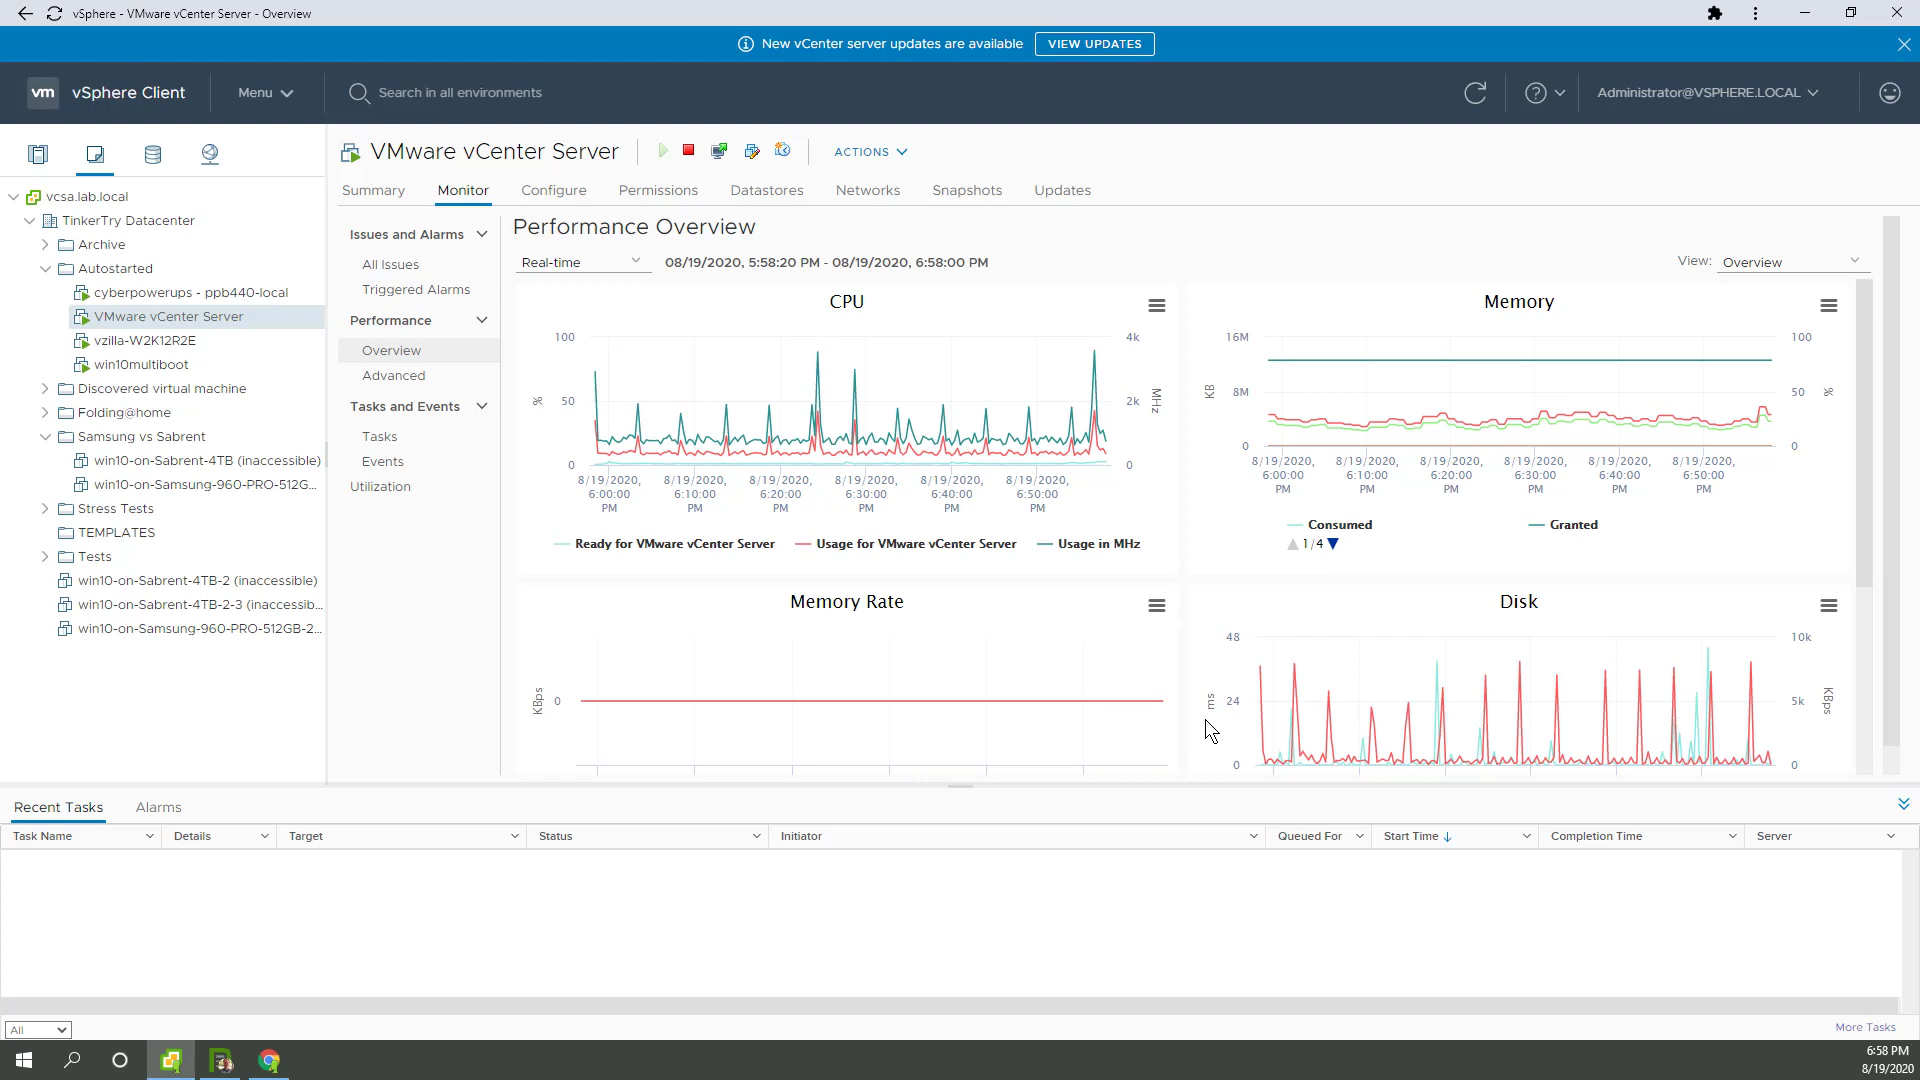 vSphere - VMware vCenter Server - Overview
New vCenter server updates are available
VIEW UPDATES
vm
vSphere Client
Menu
Search in all environments
Administrator@VSPHERE.LOCAL
vcsa.lab.local
TinkerTry Datacenter
Archive
Autostarted
cyberpowerups - ppb440-local
VMware vCenter Server
vzilla-W2K12R2E
win10multiboot
Discovered virtual machine
Folding@home
Samsung vs Sabrent
win10-on-Sabrent-4TB (inaccessible)
win10-on-Samsung-960-PRO-512G...
Stress Tests
TEMPLATES
Tests
win10-on-Sabrent-4TB-2 (inaccessible)
win10-on-Sabrent-4TB-2-3 (inaccessib...
win10-on-Samsung-960-PRO-512GB-2...
VMware vCenter Server
ACTIONS
Summary
Monitor
Configure
Permissions
Datastores
Networks
Snapshots
Updates
Issues and Alarms
All Issues
Triggered Alarms
Performance
Overview
Advanced
Tasks and Events
Tasks
Events
Utilization
Performance Overview
Real-time
08/19/2020, 5:58:20 PM - 08/19/2020, 6:58:00 PM
View:
Overview
CPU
100
50
0
%
4k
2k
0
MHz
8/19/2020, 6:00:00 PM
8/19/2020, 6:10:00 PM
8/19/2020, 6:20:00 PM
8/19/2020, 6:30:00 PM
8/19/2020, 6:40:00 PM
8/19/2020, 6:50:00 PM
Ready for VMware vCenter Server
Usage for VMware vCenter Server
Usage in MHz
Memory
16M
8M
0
KB
100
50
0
%
8/19/2020, 6:00:00 PM
8/19/2020, 6:10:00 PM
8/19/2020, 6:20:00 PM
8/19/2020, 6:30:00 PM
8/19/2020, 6:40:00 PM
8/19/2020, 6:50:00 PM
Consumed
Granted
1/4
Memory Rate
KBps
0
Disk
48
24
0
ms
10k
5k
0
KBps
Recent Tasks
Alarms
Task Name
Details
Target
Status
Initiator
Queued For
Start Time
Completion Time
Server
All
More Tasks
6:58 PM
8/19/2020